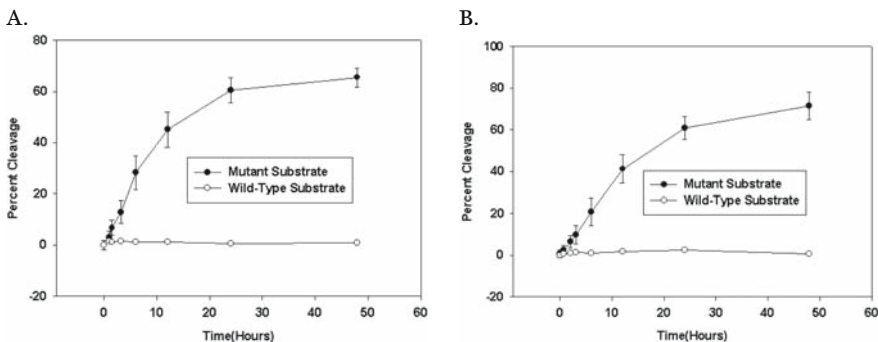 A.
80
60
40
20
0
-20
Percent Cleavage
Mutant Substrate
Wild-Type Substrate
0 10 20 30 40 50 60
Time(Hours)
B.
100
80
60
40
20
0
-20
Percent Cleavage
Mutant Substrate
Wild-Type Substrate
0 10 20 30 40 50 60
Time(Hours)